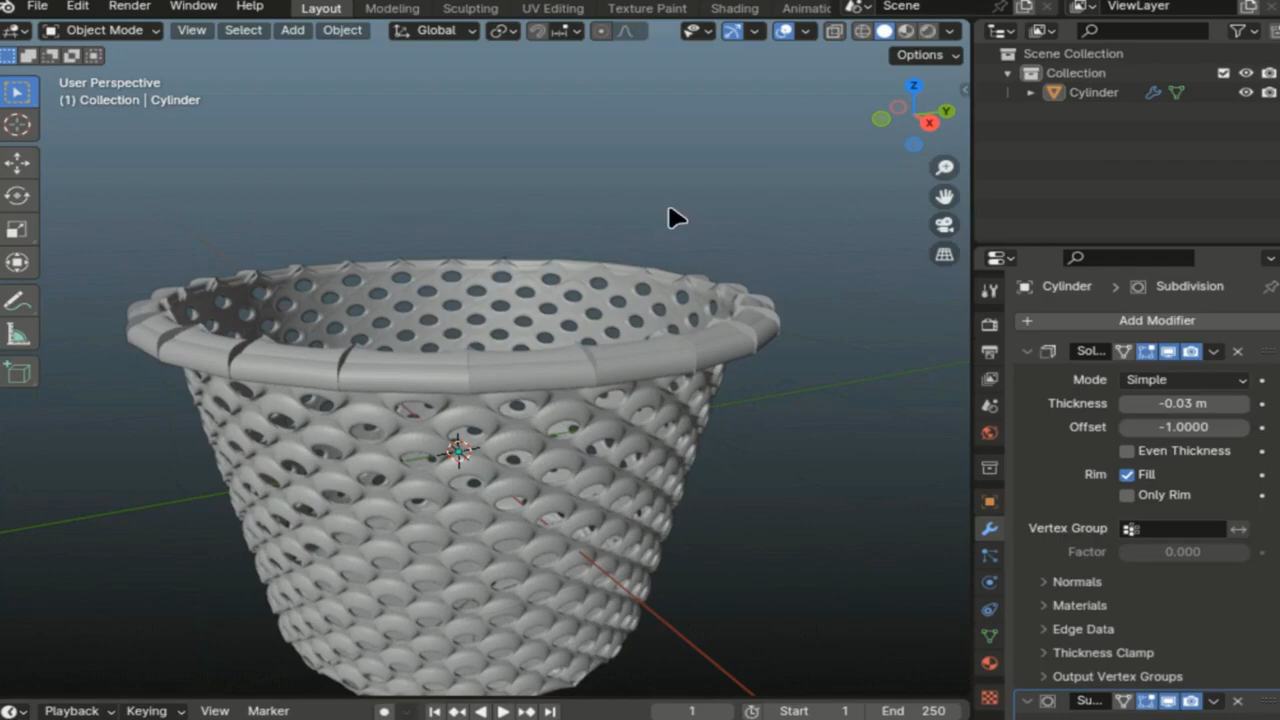 File Edit Render Window Help Layout Modeling Sculpting UV Editing Texture Paint Shading Animatic Scene ViewLayer
Object Mode View Select Add Object Global
Options
User Perspective
(1) Collection | Cylinder
Z
Y
X
Scene Collection
Collection
Cylinder
Cylinder > Subdivision
+ Add Modifier
Sol...
Mode Simple
Thickness -0.03 m
Offset -1.0000
Even Thickness
Rim Fill
Only Rim
Vertex Group
Factor 0.000
Normals
Materials
Edge Data
Thickness Clamp
Output Vertex Groups
Su...
Playback Keying View Marker 1 Start 1 End 250